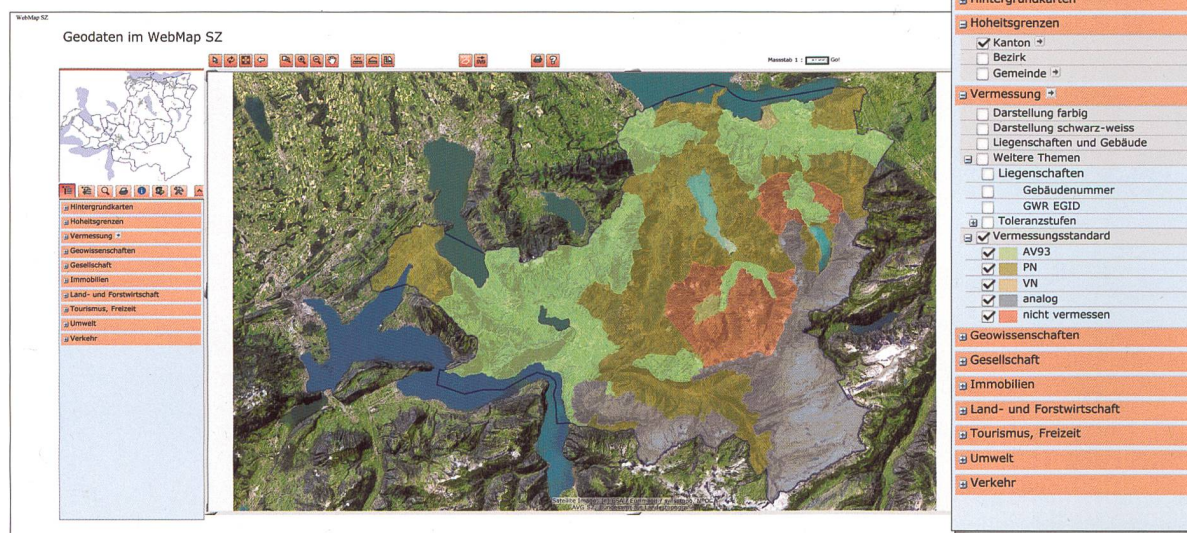 WebMap SZ
Geodaten im WebMap SZ
Massstab 1 :
Go!
Hintergrundkarten
Hoheitsgrenzen
Vermessung
Geowissenschaften
Gesellschaft
Immobilien
Land- und Forstwirtschaft
Tourismus, Freizeit
Umwelt
Verkehr
Hintergrundkarten
Hoheitsgrenzen
Kanton
Bezirk
Gemeinde
Vermessung
Darstellung farbig
Darstellung schwarz-weiss
Liegenschaften und Gebäude
Weitere Themen
Liegenschaften
Gebäudenummer
GWR EGID
Toleranzstufen
Vermessungsstandard
AV93
PN
VN
analog
nicht vermessen
Geowissenschaften
Gesellschaft
Immobilien
Land- und Forstwirtschaft
Tourismus, Freizeit
Umwelt
Verkehr